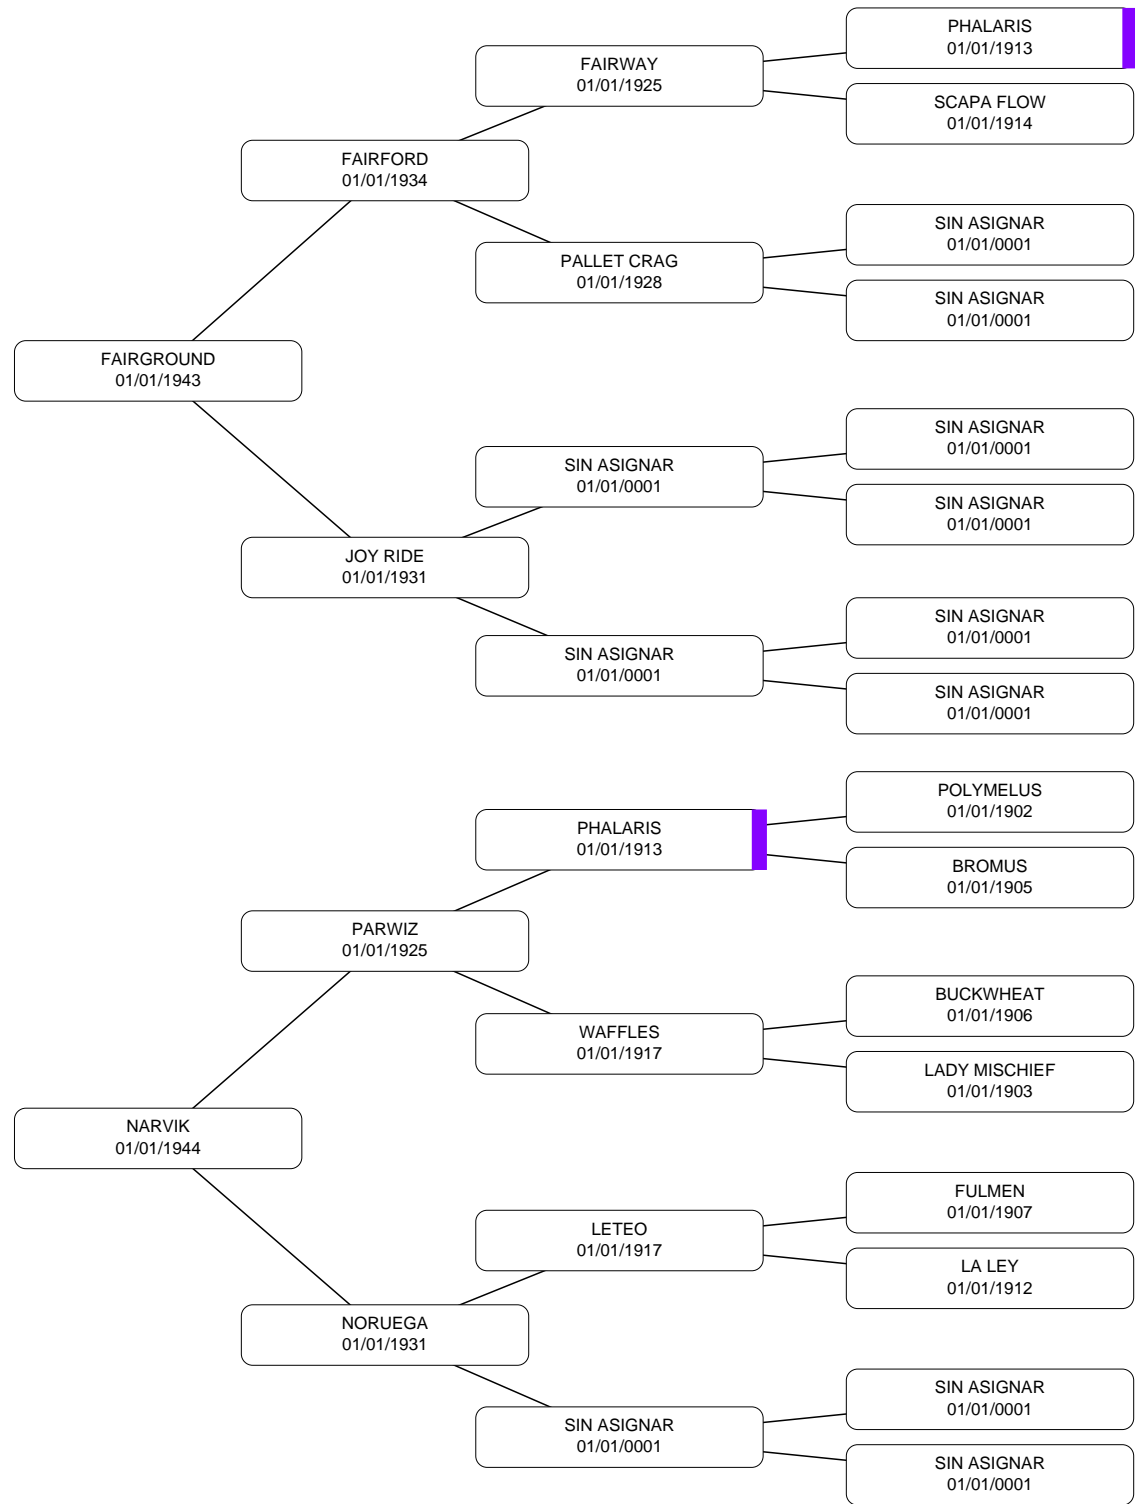 PHALARIS
01/01/1913
FAIRWAY
01/01/1925
SCAPA FLOW
01/01/1914
FAIRFORD
01/01/1934
SIN ASIGNAR
01/01/0001
PALLET CRAG
01/01/1928
SIN ASIGNAR
01/01/0001
FAIRGROUND
01/01/1943
SIN ASIGNAR
01/01/0001
SIN ASIGNAR
01/01/0001
SIN ASIGNAR
01/01/0001
JOY RIDE
01/01/1931
SIN ASIGNAR
01/01/0001
SIN ASIGNAR
01/01/0001
SIN ASIGNAR
01/01/0001
POLYMELUS
01/01/1902
PHALARIS
01/01/1913
BROMUS
01/01/1905
PARWIZ
01/01/1925
BUCKWHEAT
01/01/1906
WAFFLES
01/01/1917
LADY MISCHIEF
01/01/1903
NARVIK
01/01/1944
FULMEN
01/01/1907
LETEO
01/01/1917
LA LEY
01/01/1912
NORUEGA
01/01/1931
SIN ASIGNAR
01/01/0001
SIN ASIGNAR
01/01/0001
SIN ASIGNAR
01/01/0001